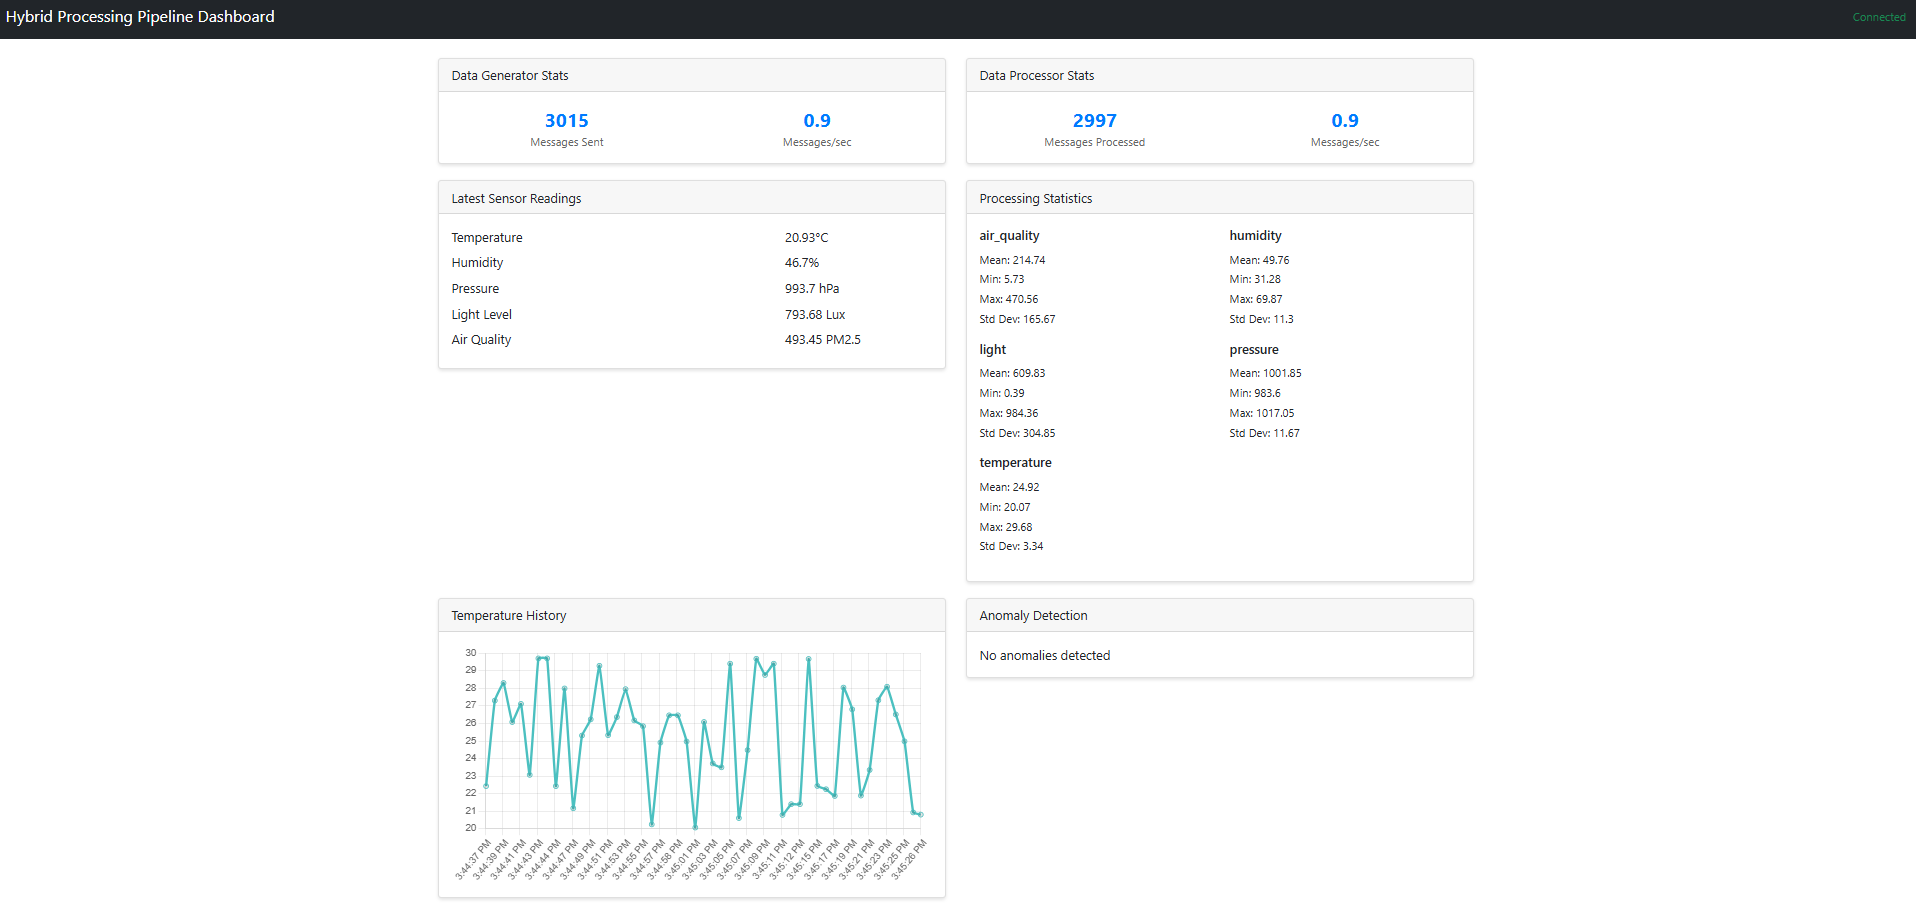 Hybrid Processing Pipeline Dashboard
Connected
Data Generator Stats
3015
Messages Sent
0.9
Messages/sec
Data Processor Stats
2997
Messages Processed
0.9
Messages/sec
Latest Sensor Readings
Temperature 20.93°C
Humidity 46.7%
Pressure 993.7 hPa
Light Level 793.68 Lux
Air Quality 493.45 PM2.5
Processing Statistics
air_quality
Mean: 214.74
Min: 5.73
Max: 470.56
Std Dev: 165.67
humidity
Mean: 49.76
Min: 31.28
Max: 69.87
Std Dev: 11.3
light
Mean: 609.83
Min: 0.39
Max: 984.36
Std Dev: 304.85
pressure
Mean: 1001.85
Min: 983.6
Max: 1017.05
Std Dev: 11.67
temperature
Mean: 24.92
Min: 20.07
Max: 29.68
Std Dev: 3.34
Temperature History
30
29
28
27
26
25
24
23
22
21
20
3:44:37 PM
3:44:39 PM
3:44:41 PM
3:44:43 PM
3:44:44 PM
3:44:47 PM
3:44:49 PM
3:44:51 PM
3:44:53 PM
3:44:55 PM
3:44:57 PM
3:44:58 PM
3:45:01 PM
3:45:03 PM
3:45:05 PM
3:45:07 PM
3:45:09 PM
3:45:11 PM
3:45:12 PM
3:45:15 PM
3:45:17 PM
3:45:19 PM
3:45:21 PM
3:45:23 PM
3:45:25 PM
3:45:26 PM
Anomaly Detection
No anomalies detected